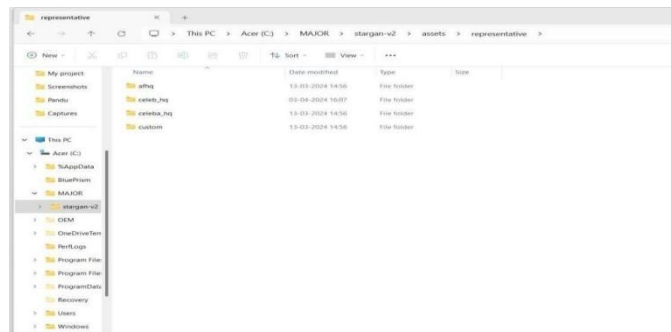 representative
This PC > Acer (C:) > MAJOR > stargan-v2 > assets > representative >
New
Sort
View
Name
Date modified
Type
Size
My project
Screenshots
Pandu
Captures
This PC
Acer (C:)
%AppData
BluePrism
MAJOR
stargan-v2
OEM
OneDriveTem
PerfLogs
Program File
Program File
ProgramData
Recovery
Users
Windows
afhq
13-03-2024 14:56
File folder
celeb_hq
03-04-2024 16:07
File folder
celeba_hq
13-03-2024 14:56
File folder
custom
13-03-2024 14:56
File folder